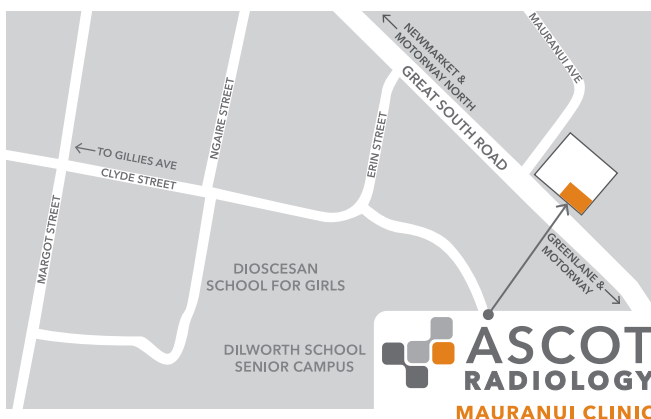 NEWMARKET &
MOTORWAY NORTH
MAURANUI AVE
GREAT SOUTH ROAD
NGAIRE STREET
ERIN STREET
TO GILLIES AVE
CLYDE STREET
MARGOT STREET
GREENLANE &
MOTORWAY
DIOSCESAN
SCHOOL FOR GIRLS
DILWORTH SCHOOL
SENIOR CAMPUS
ASCOT
RADIOLOGY
MAURANUI CLINIC